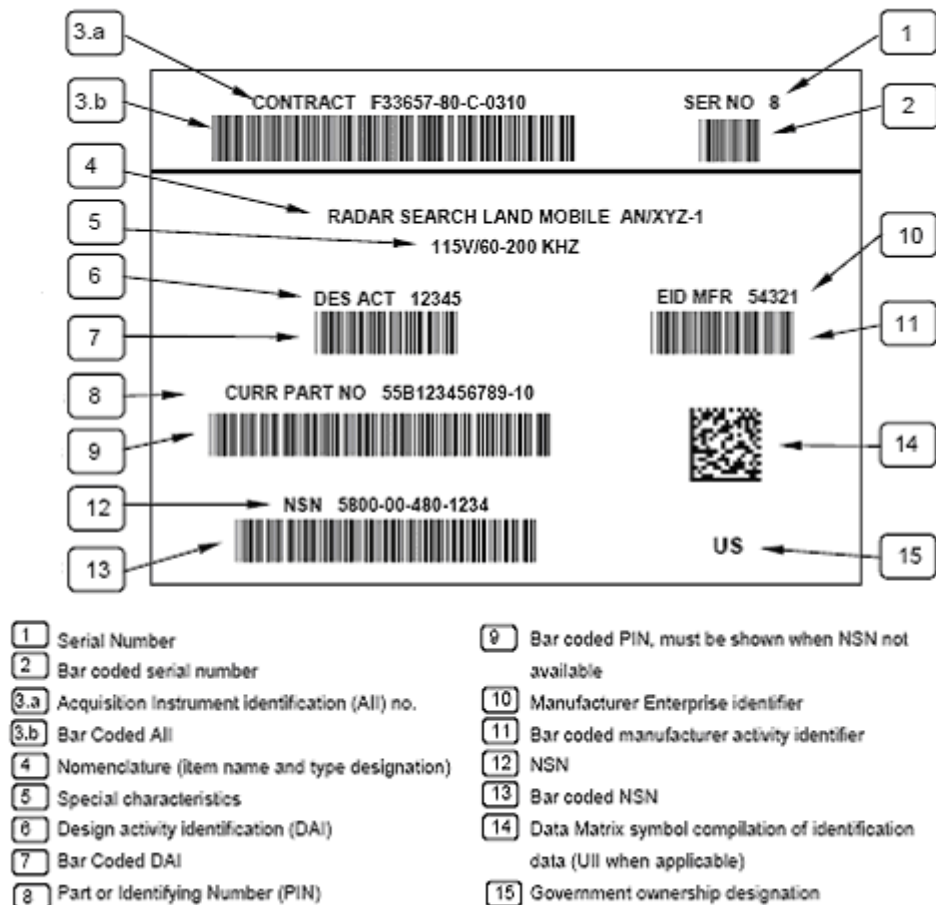 3.a
1
3.b
CONTRACT F33657-80-C-0310
SER NO 8
2
4
RADAR SEARCH LAND MOBILE AN/XYZ-1
5
115V/60-200 KHZ
10
6
DES ACT 12345
EID MFR 54321
7
11
8
CURR PART NO 55B123456789-10
9
14
12
NSN 5800-00-480-1234
13
US
15
1 Serial Number
2 Bar coded serial number
3.a Acquisition Instrument identification (AII) no.
3.b Bar Coded AII
4 Nomenclature (item name and type designation)
5 Special characteristics
6 Design activity identification (DAI)
7 Bar Coded DAI
8 Part or Identifying Number (PIN)
9 Bar coded PIN, must be shown when NSN not
available
10 Manufacturer Enterprise identifier
11 Bar coded manufacturer activity identifier
12 NSN
13 Bar coded NSN
14 Data Matrix symbol compilation of identification
data (UII when applicable)
15 Government ownership designation